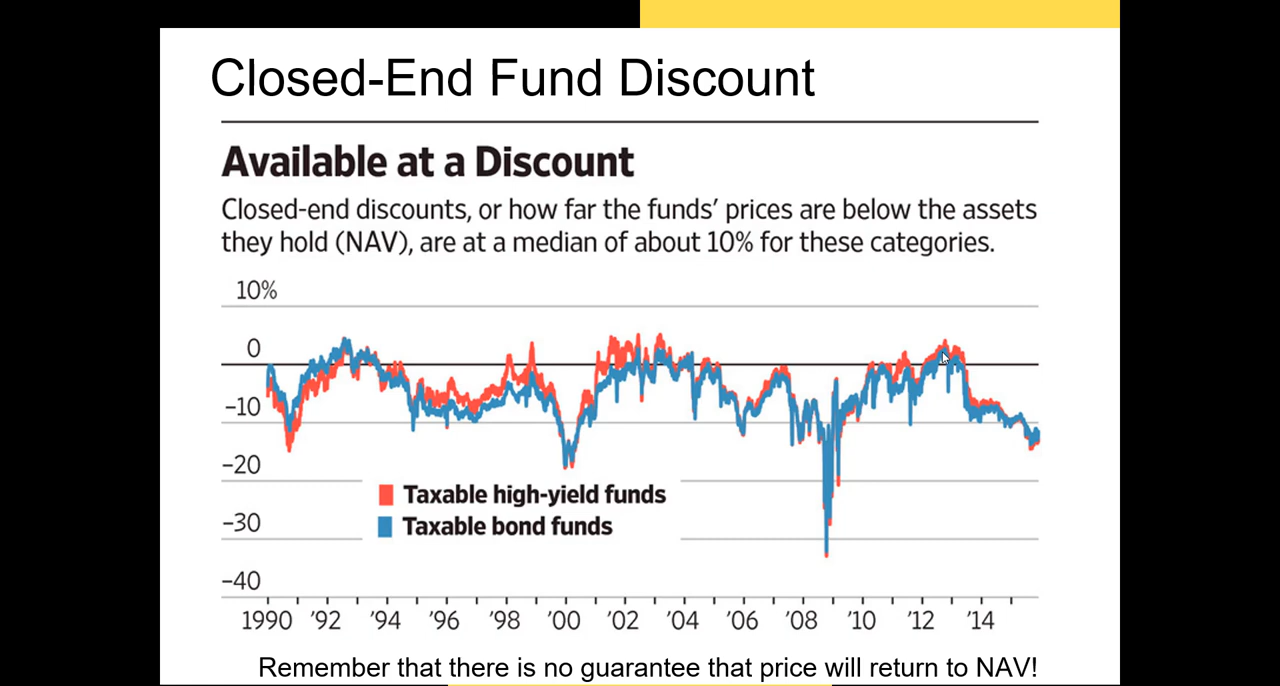 Closed-End Fund Discount
Available at a Discount
Closed-end discounts, or how far the funds’ prices are below the assets
they hold (NAV), are at a median of about 10% for these categories.
10%
0
–10
–20
–30
–40
Taxable high-yield funds
Taxable bond funds
1990 ’92 ’94 ’96 ’98 ’00 ’02 ’04 ’06 ’08 ’10 ’12 ’14
Remember that there is no guarantee that price will return to NAV!